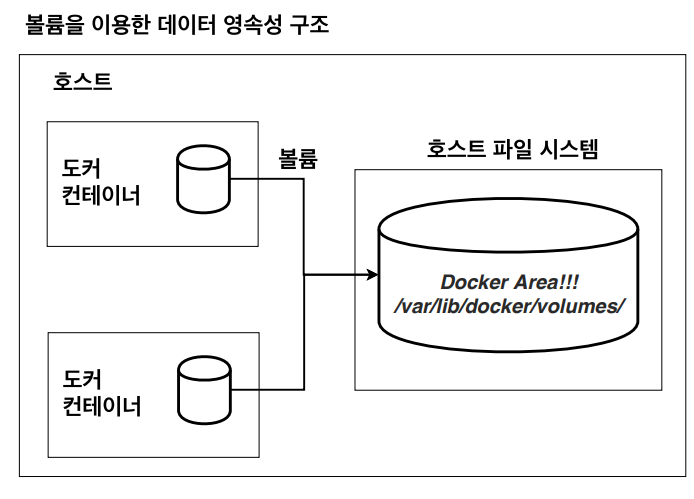 볼륨을 이용한 데이터 영속성 구조
호스트
도커
컨테이너
볼륨
호스트 파일 시스템
Docker Area!!!
/var/lib/docker/volumes/
도커
컨테이너